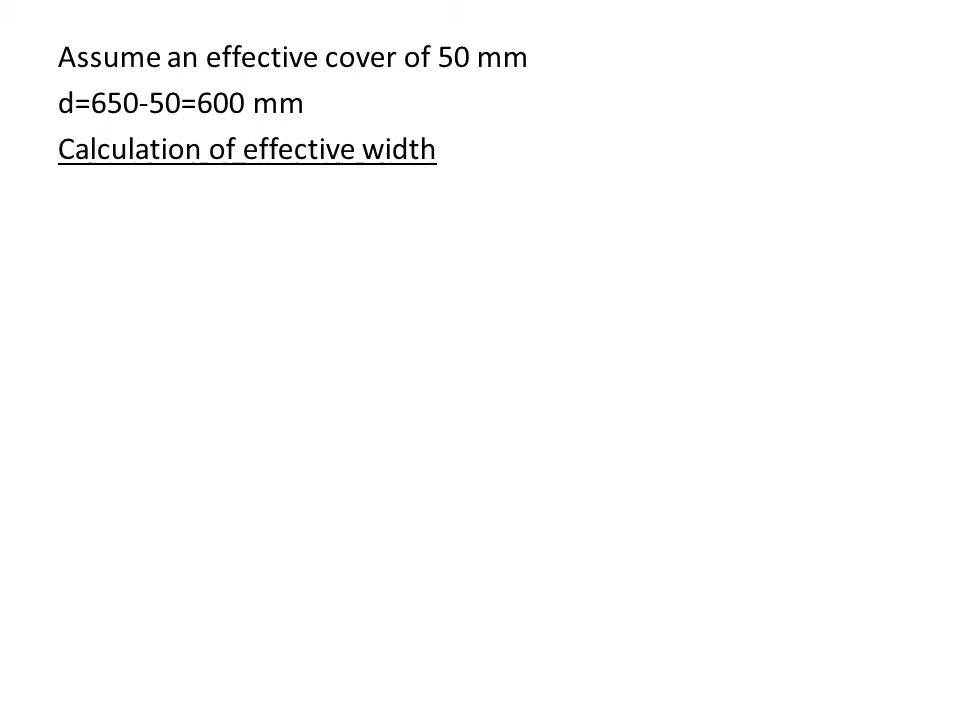 Assume an effective cover of 50 mm
d=650-50=600 mm
Calculation of effective width